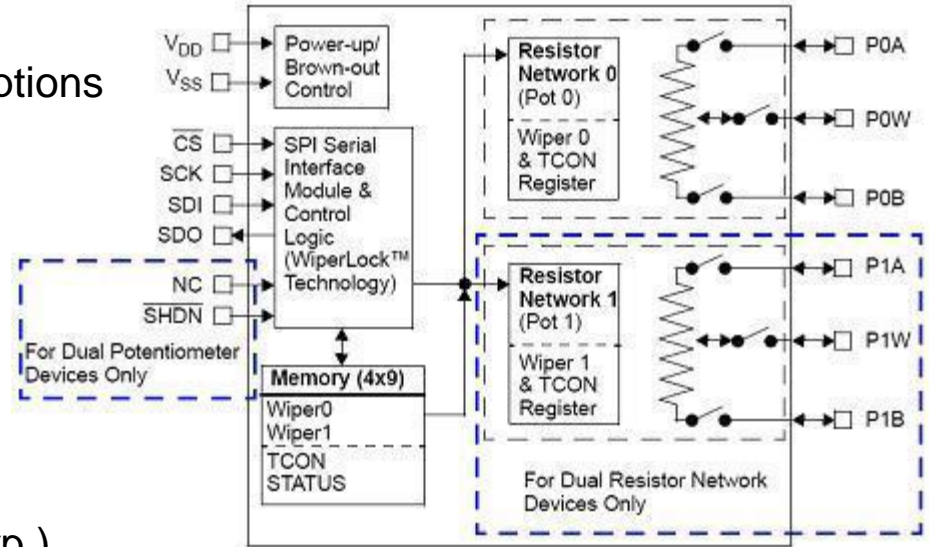 otions
VDD
VSS
Power-up/
Brown-out
Control
CS
SCK
SDI
SDO
NC
SHDN
SPI Serial
Interface
Module &
Control
Logic
(WiperLock™
Technology)
For Dual Potentiometer
Devices Only
Memory (4x9)
Wiper0
Wiper1
TCON
STATUS
Resistor
Network 0
(Pot 0)
Wiper 0
& TCON
Register
P0A
P0W
P0B
Resistor
Network 1
(Pot 1)
Wiper 1
& TCON
Register
P1A
P1W
P1B
For Dual Resistor Network
Devices Only